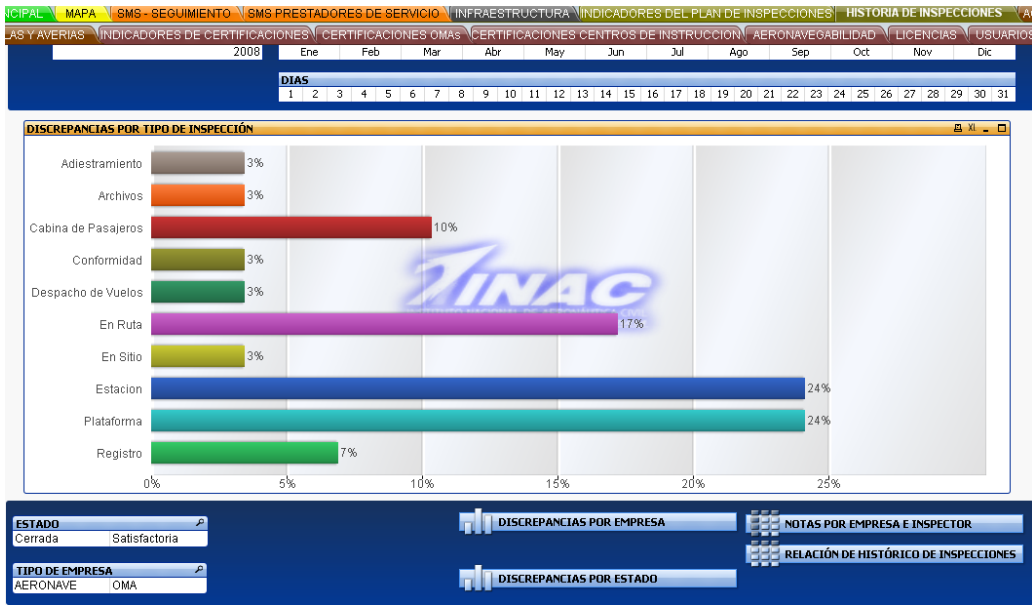 NCIPAL MAPA SMS - SEGUIMIENTO SMS PRESTADORES DE SERVICIO INFRAESTRUCTURA INDICADORES DEL PLAN DE INSPECCIONES HISTORIA DE INSPECCIONES
AS Y AVERIAS INDICADORES DE CERTIFICACIONES CERTIFICACIONES OMAs CERTIFICACIONES CENTROS DE INSTRUCCIÓN AERONAVEGABILIDAD LICENCIAS USUARIOS
2008 Ene Feb Mar Abr May Jun Jul Ago Sep Oct Nov Dic
DIAS
1 2 3 4 5 6 7 8 9 10 11 12 13 14 15 16 17 18 19 20 21 22 23 24 25 26 27 28 29 30 31
DISCREPANCIAS POR TIPO DE INSPECCIÓN XL
Adiestramiento 3%
Archivos 3%
Cabina de Pasajeros 10%
Conformidad 3%
Despacho de Vuelos 3%
INAC
En Ruta 17%
En Sitio 3%
Estacion 24%
Plataforma 24%
Registro 7%
0% 5% 10% 15% 20% 25%
ESTADO
Cerrada Satisfactoria
TIPO DE EMPRESA
AERONAVE OMA
DISCREPANCIAS POR EMPRESA
DISCREPANCIAS POR ESTADO
NOTAS POR EMPRESA E INSPECTOR
RELACIÓN DE HISTÓRICO DE INSPECCIONES